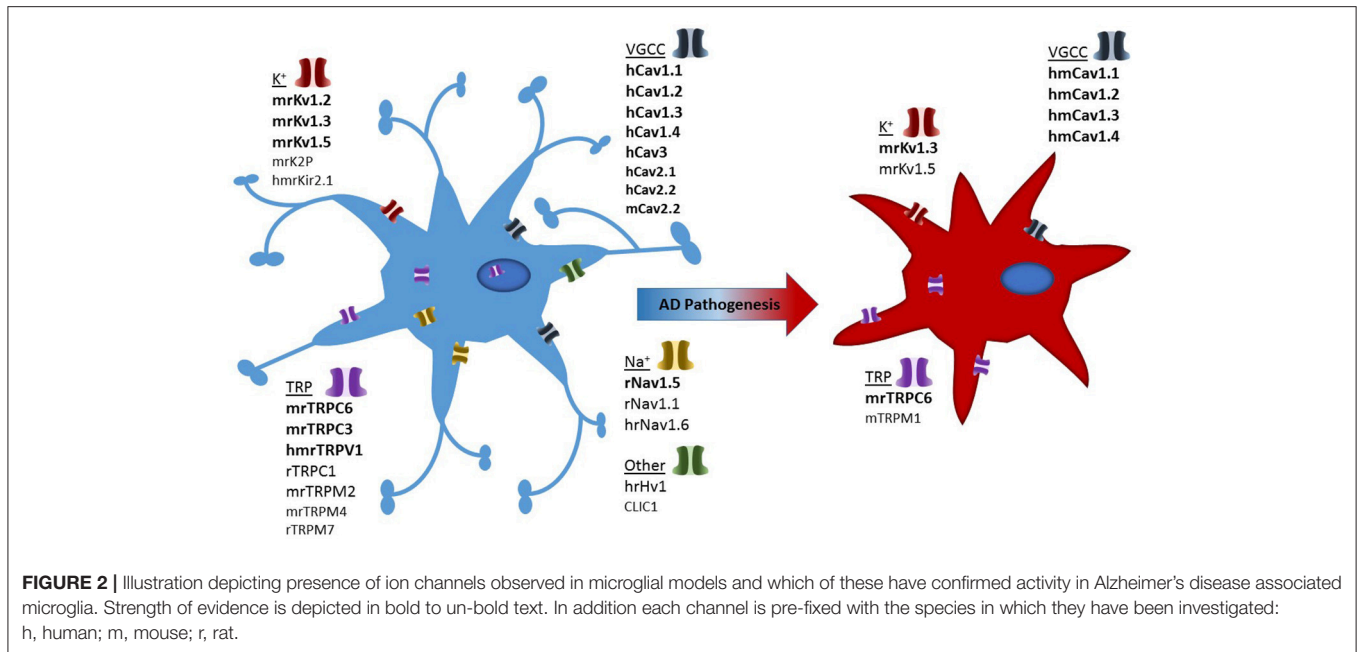 K⁺
mrKv1.2
mrKv1.3
mrKv1.5
mrK2P
hmrKir2.1
VGCC
hCav1.1
hCav1.2
hCav1.3
hCav1.4
hCav3
hCav2.1
hCav2.2
mCav2.2
TRP
mrTRPC6
mrTRPC3
hmrTRPV1
rTRPC1
mrTRPM2
mrTRPM4
rTRPM7
Na⁺
rNav1.5
rNav1.1
hrNav1.6
Other
hrHv1
CLIC1
AD Pathogenesis
K⁺
mrKv1.3
mrKv1.5
VGCC
hmCav1.1
hmCav1.2
hmCav1.3
hmCav1.4
TRP
mrTRPC6
mTRPM1
FIGURE 2 | Illustration depicting presence of ion channels observed in microglial models and which of these have confirmed activity in Alzheimer's disease associated
microglia. Strength of evidence is depicted in bold to un-bold text. In addition each channel is pre-fixed with the species in which they have been investigated:
h, human; m, mouse; r, rat.